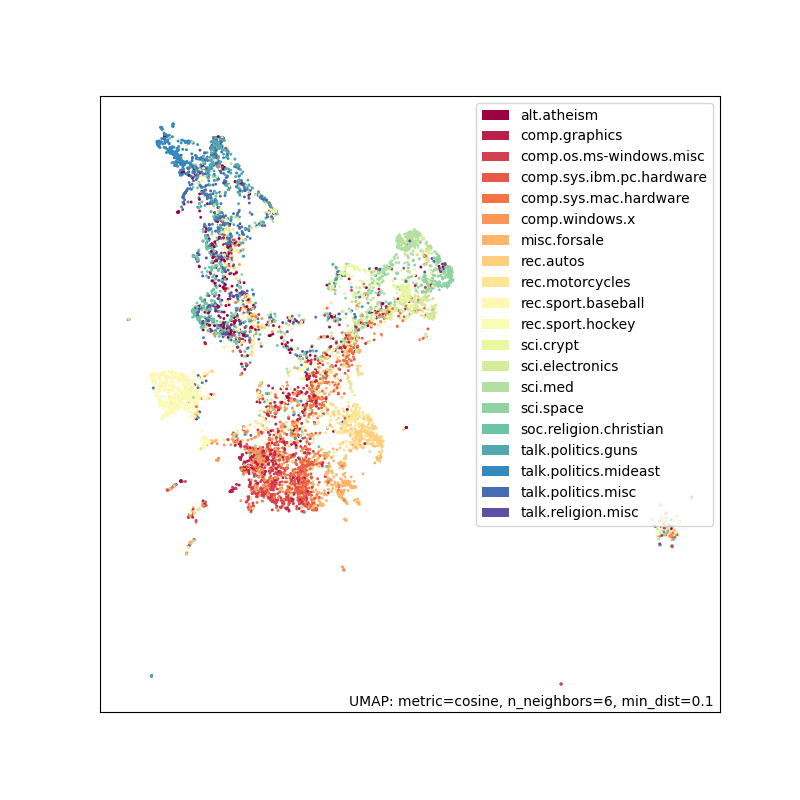 alt.atheism
comp.graphics
comp.os.ms-windows.misc
comp.sys.ibm.pc.hardware
comp.sys.mac.hardware
comp.windows.x
misc.forsale
rec.autos
rec.motorcycles
rec.sport.baseball
rec.sport.hockey
sci.crypt
sci.electronics
sci.med
sci.space
soc.religion.christian
talk.politics.guns
talk.politics.mideast
talk.politics.misc
talk.religion.misc
UMAP: metric=cosine, n_neighbors=6, min_dist=0.1